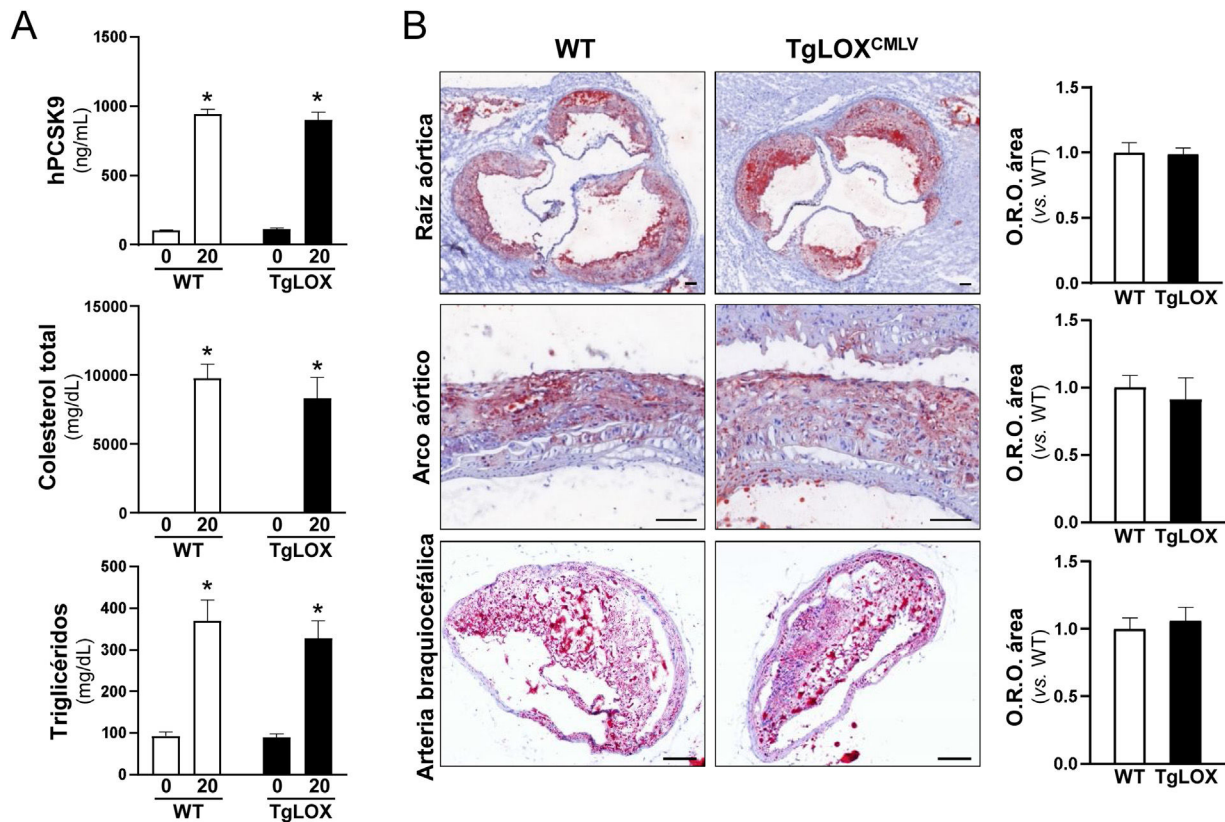 A
1500
1000
500
0
hPCSK9
(ng/mL)
*
*
0 20 0 20
WT TgLOX
15000
10000
5000
0
Colesterol total
(mg/dL)
*
*
0 20 0 20
WT TgLOX
500
400
300
200
100
0
Triglicéridos
(mg/dL)
*
*
0 20 0 20
WT TgLOX
B
WT TgLOXCMLV
Raíz aórtica
1.5
1.0
0.5
0.0
O.R.O. área
(vs. WT)
WT TgLOX
Arco aórtico
1.5
1.0
0.5
0.0
O.R.O. área
(vs. WT)
WT TgLOX
Arteria braquiocefálica
1.5
1.0
0.5
0.0
O.R.O. área
(vs. WT)
WT TgLOX